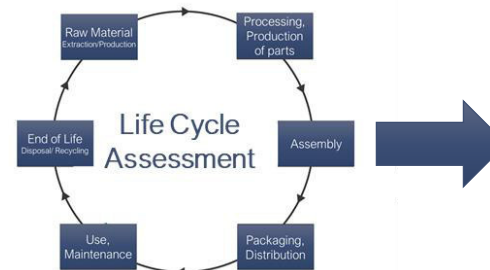 Raw Material
Extraction/Production
Processing,
Production
of parts
Life Cycle
Assessment
Assembly
End of Life
Disposal/ Recycling
Use,
Maintenance
Packaging,
Distribution